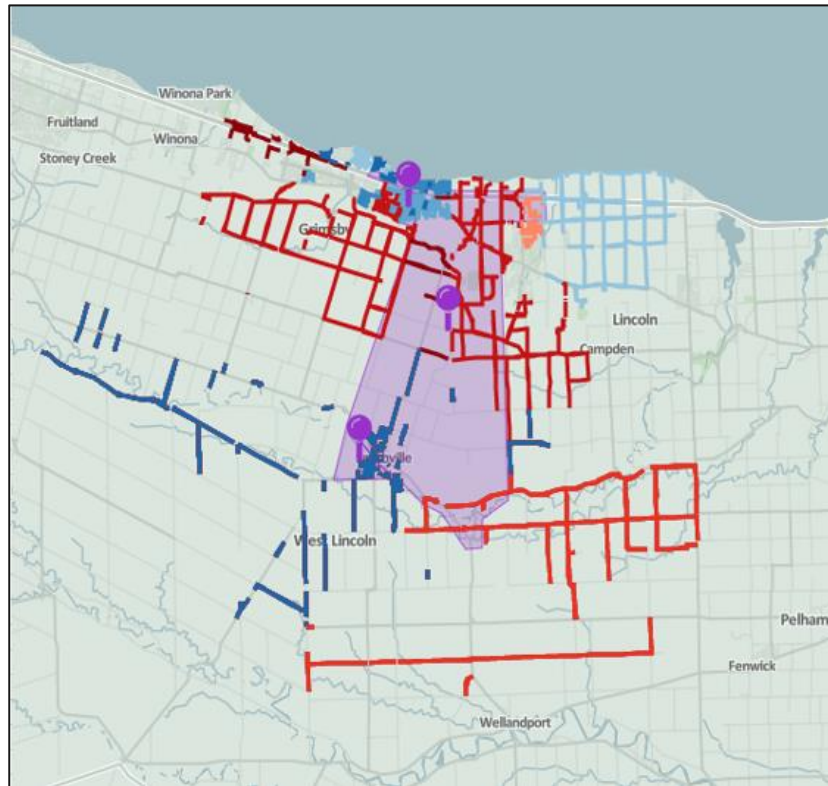 Winona Park
Fruitland
Winona
Stoney Creek
Grimsby
Lincoln
Campden
West Lincoln
Pelham
Fenwick
Wellandport